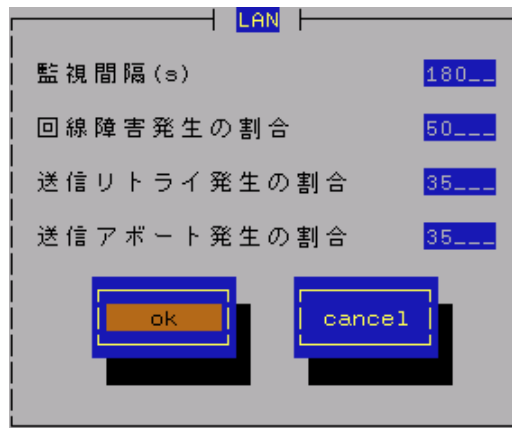 LAN
監視間隔(s) 180__
回線障害発生の割合 50___
送信リトライ発生の割合 35___
送信アボート発生の割合 35___
ok cancel